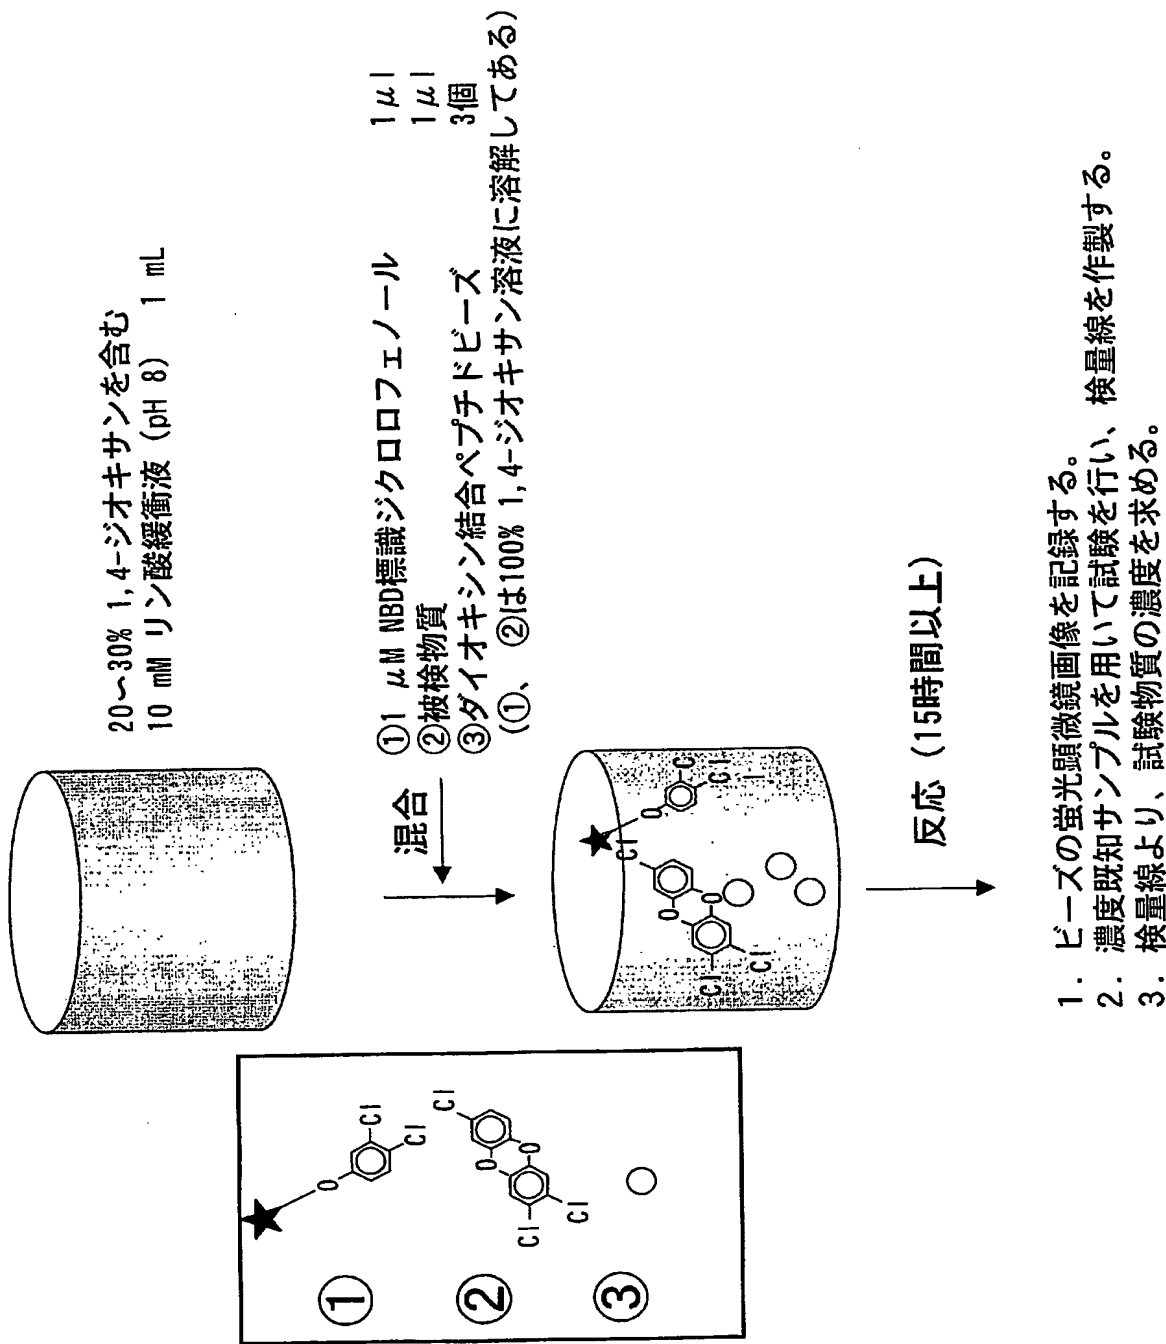 20〜30% 1,4-ジオキサンを含む
10 mM リン酸緩衝液 (pH 8) 1 mL
混合
①1 μM NBD標識ジクロロフェノール 1μl
②被検物質 1μl
③ダイオキシン結合ペプチドビーズ 3個
(①、②は100% 1,4-ジオキサン溶液に溶解してある)
①
O
Cl
Cl
②
Cl
O
O
Cl
Cl
③
Cl
O
O
Cl
Cl
O
C
Cl
反応 (15時間以上)
1. ビーズの蛍光顕微鏡画像を記録する。
2. 濃度既知サンプルを用いて試験を行い、検量線を作製する。
3. 検量線より、試験物質の濃度を求める。